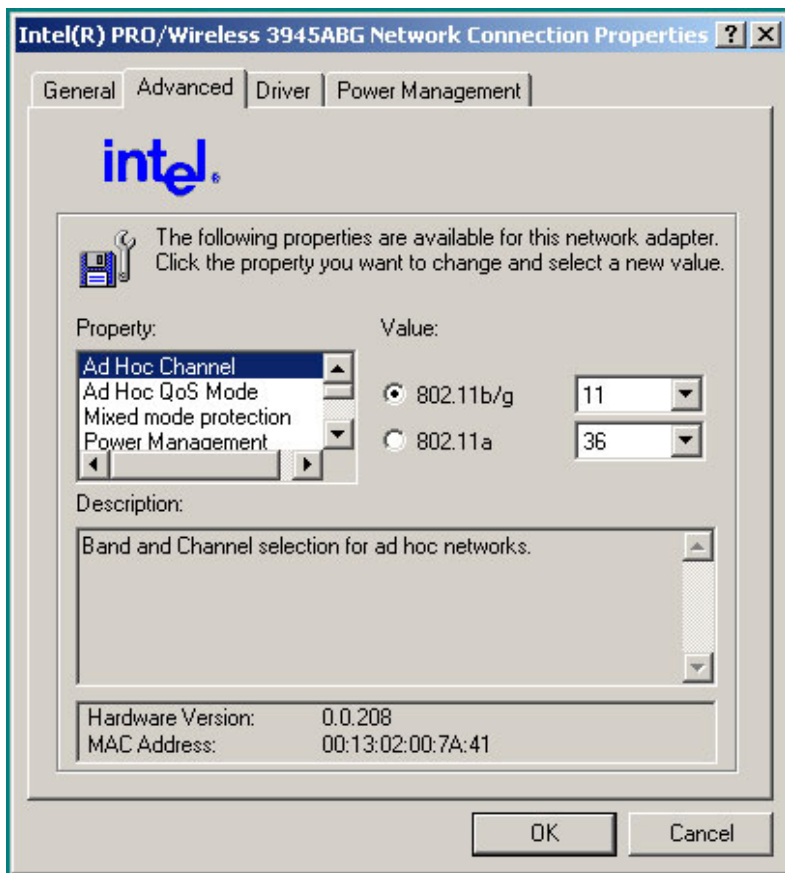 Intel(R) PRO/Wireless 3945ABG Network Connection Properties
General Advanced Driver Power Management
intel®
The following properties are available for this network adapter.
Click the property you want to change and select a new value.
Property: Value:
Ad Hoc Channel
Ad Hoc QoS Mode
Mixed mode protection
Power Management
802.11b/g 11
802.11a 36
Description:
Band and Channel selection for ad hoc networks.
Hardware Version: 0.0.208
MAC Address: 00:13:02:00:7A:41
OK Cancel